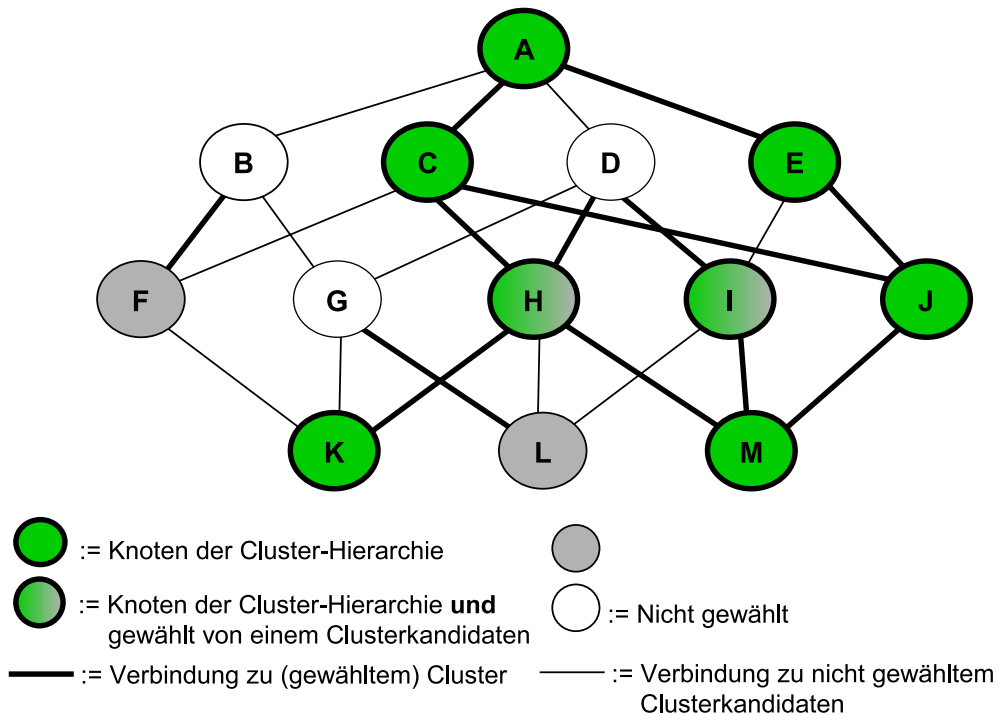 A
B
C
D
E
F
G
H
I
J
K
L
M
:= Knoten der Cluster-Hierarchie
:= Knoten der Cluster-Hierarchie und
gewählt von einem Clusterkandidaten
:= Nicht gewählt
:= Verbindung zu (gewähltem) Cluster
:= Verbindung zu nicht gewähltem
Clusterkandidaten